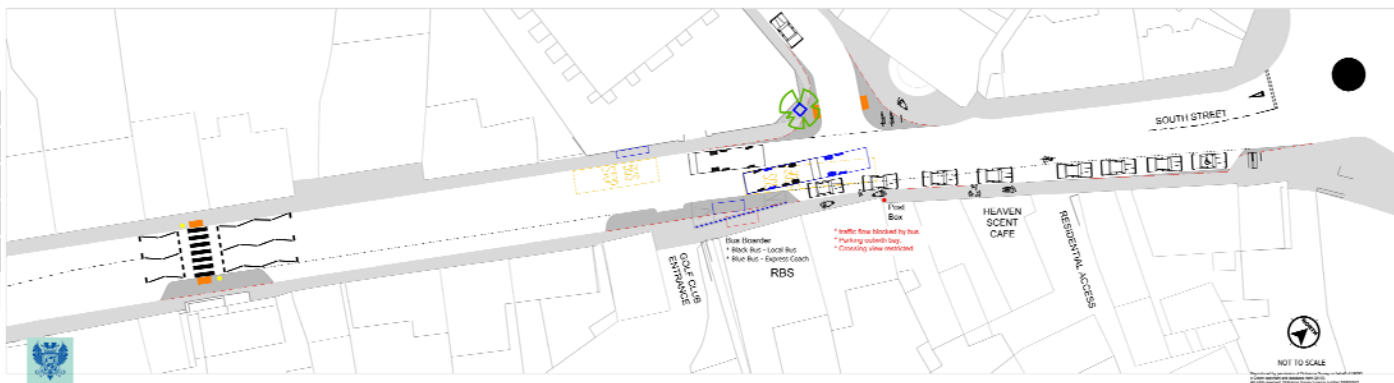 SOUTH STREET
Post
Box
HEAVEN
SCENT
CAFE
RESIDENTIAL ACCESS
GOLF CLUB
ENTRANCE
Bus Boarder
* Black Bus - Local Bus
* Blue Bus - Express Coach
RBS
* traffic flow blocked by bus.
* Parking outwith bay.
* Crossing view restricted.
NORTH
NOT TO SCALE